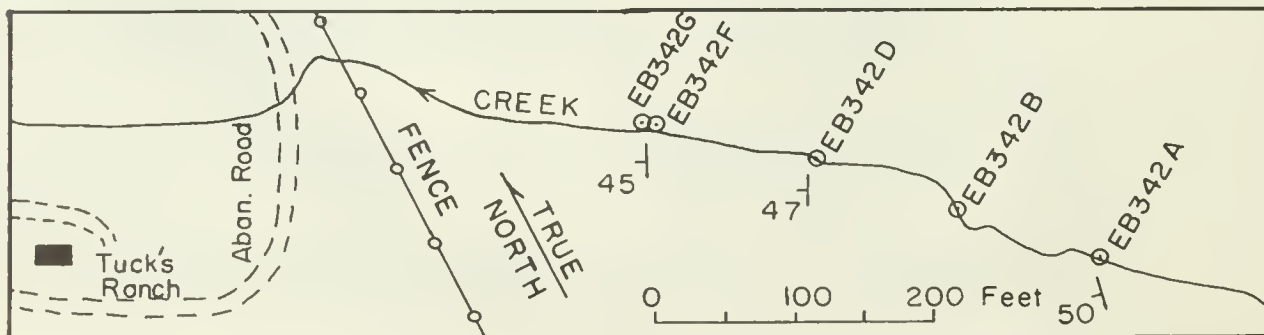 EB342G
EB342F
EB342D
EB342B
EB342A
CREEK
FENCE
Aban. Road
TRUE
NORTH
45
47
50
Tuck's
Ranch
0 100 200 Feet